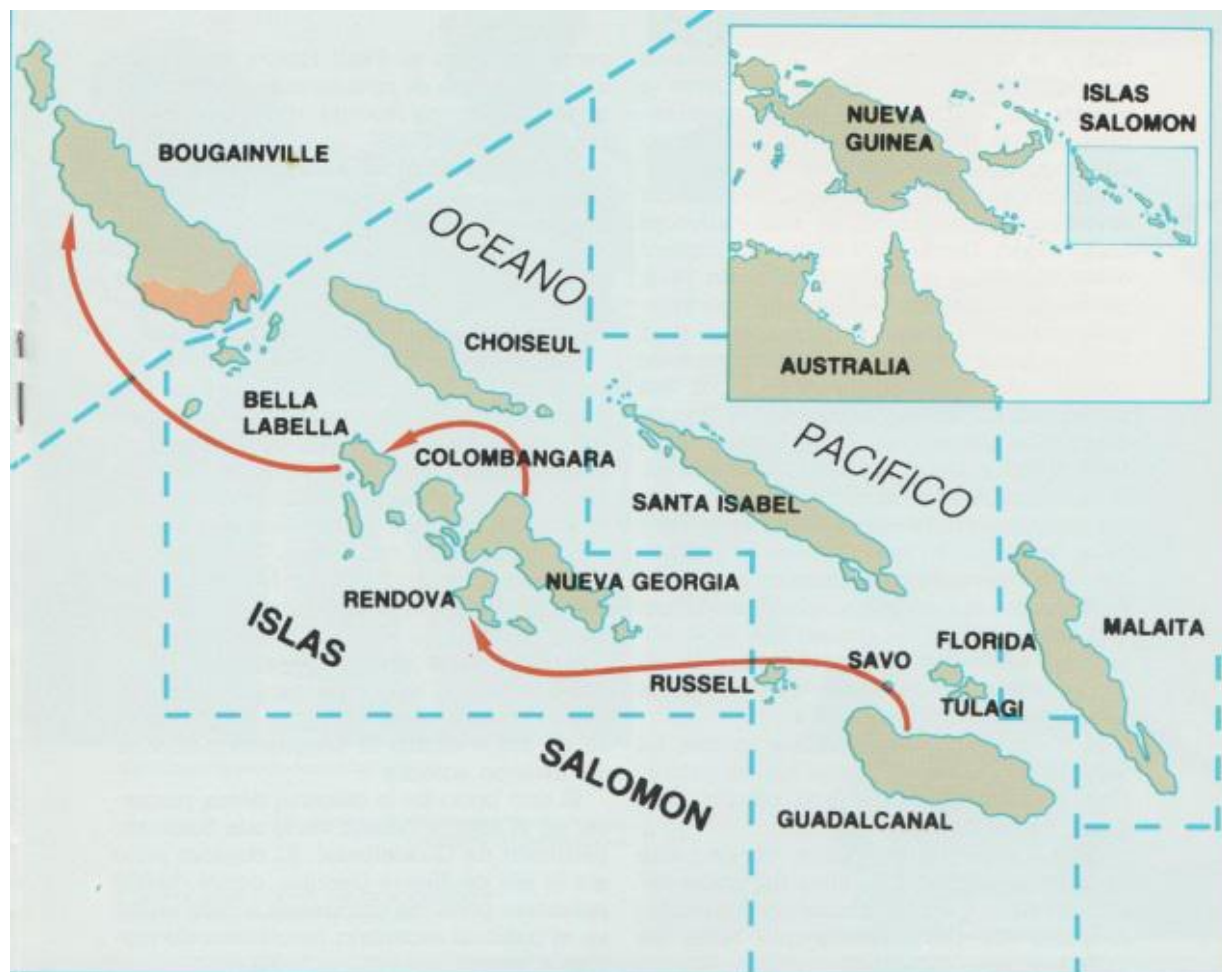 BOUGAINVILLE
NUEVA
GUINEA
ISLAS
SALOMON
OCEANO
CHOISEUL
AUSTRALIA
BELLA
LABELLA
COLOMBANGARA
PACIFICO
SANTA ISABEL
NUEVA GEORGIA
RENDOVA
ISLAS
MALAITA
FLORIDA
SAVO
RUSSELL
TULAGI
SALOMON
GUADALCANAL